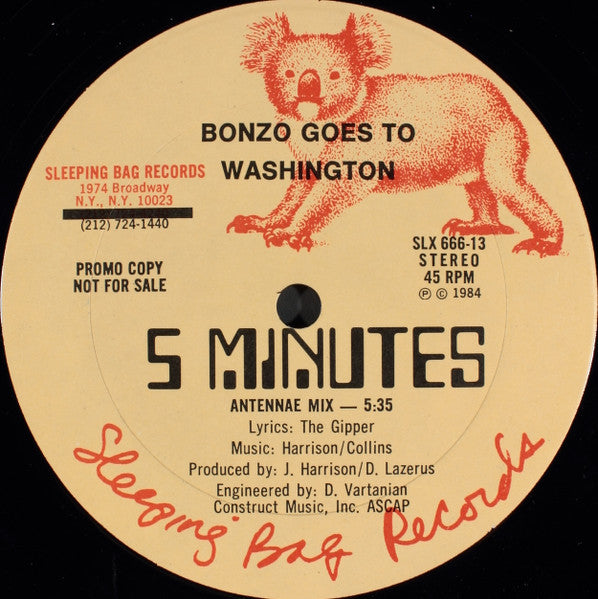 BONZO GOES TO
WASHINGTON
SLEEPING BAG RECORDS
1974 Broadway
N.Y., N.Y. 10023
(212) 724-1440
SLX 666-13
STEREO
45 RPM
Ⓟ © 1984
PROMO COPY
NOT FOR SALE
5 MINUTES
ANTENNAE MIX — 5:35
Lyrics: The Gipper
Music: Harrison/Collins
Produced by: J. Harrison/D. Lazerus
Engineered by: D. Vartanian
Construct Music, Inc. ASCAP
Sleeping Bag Records